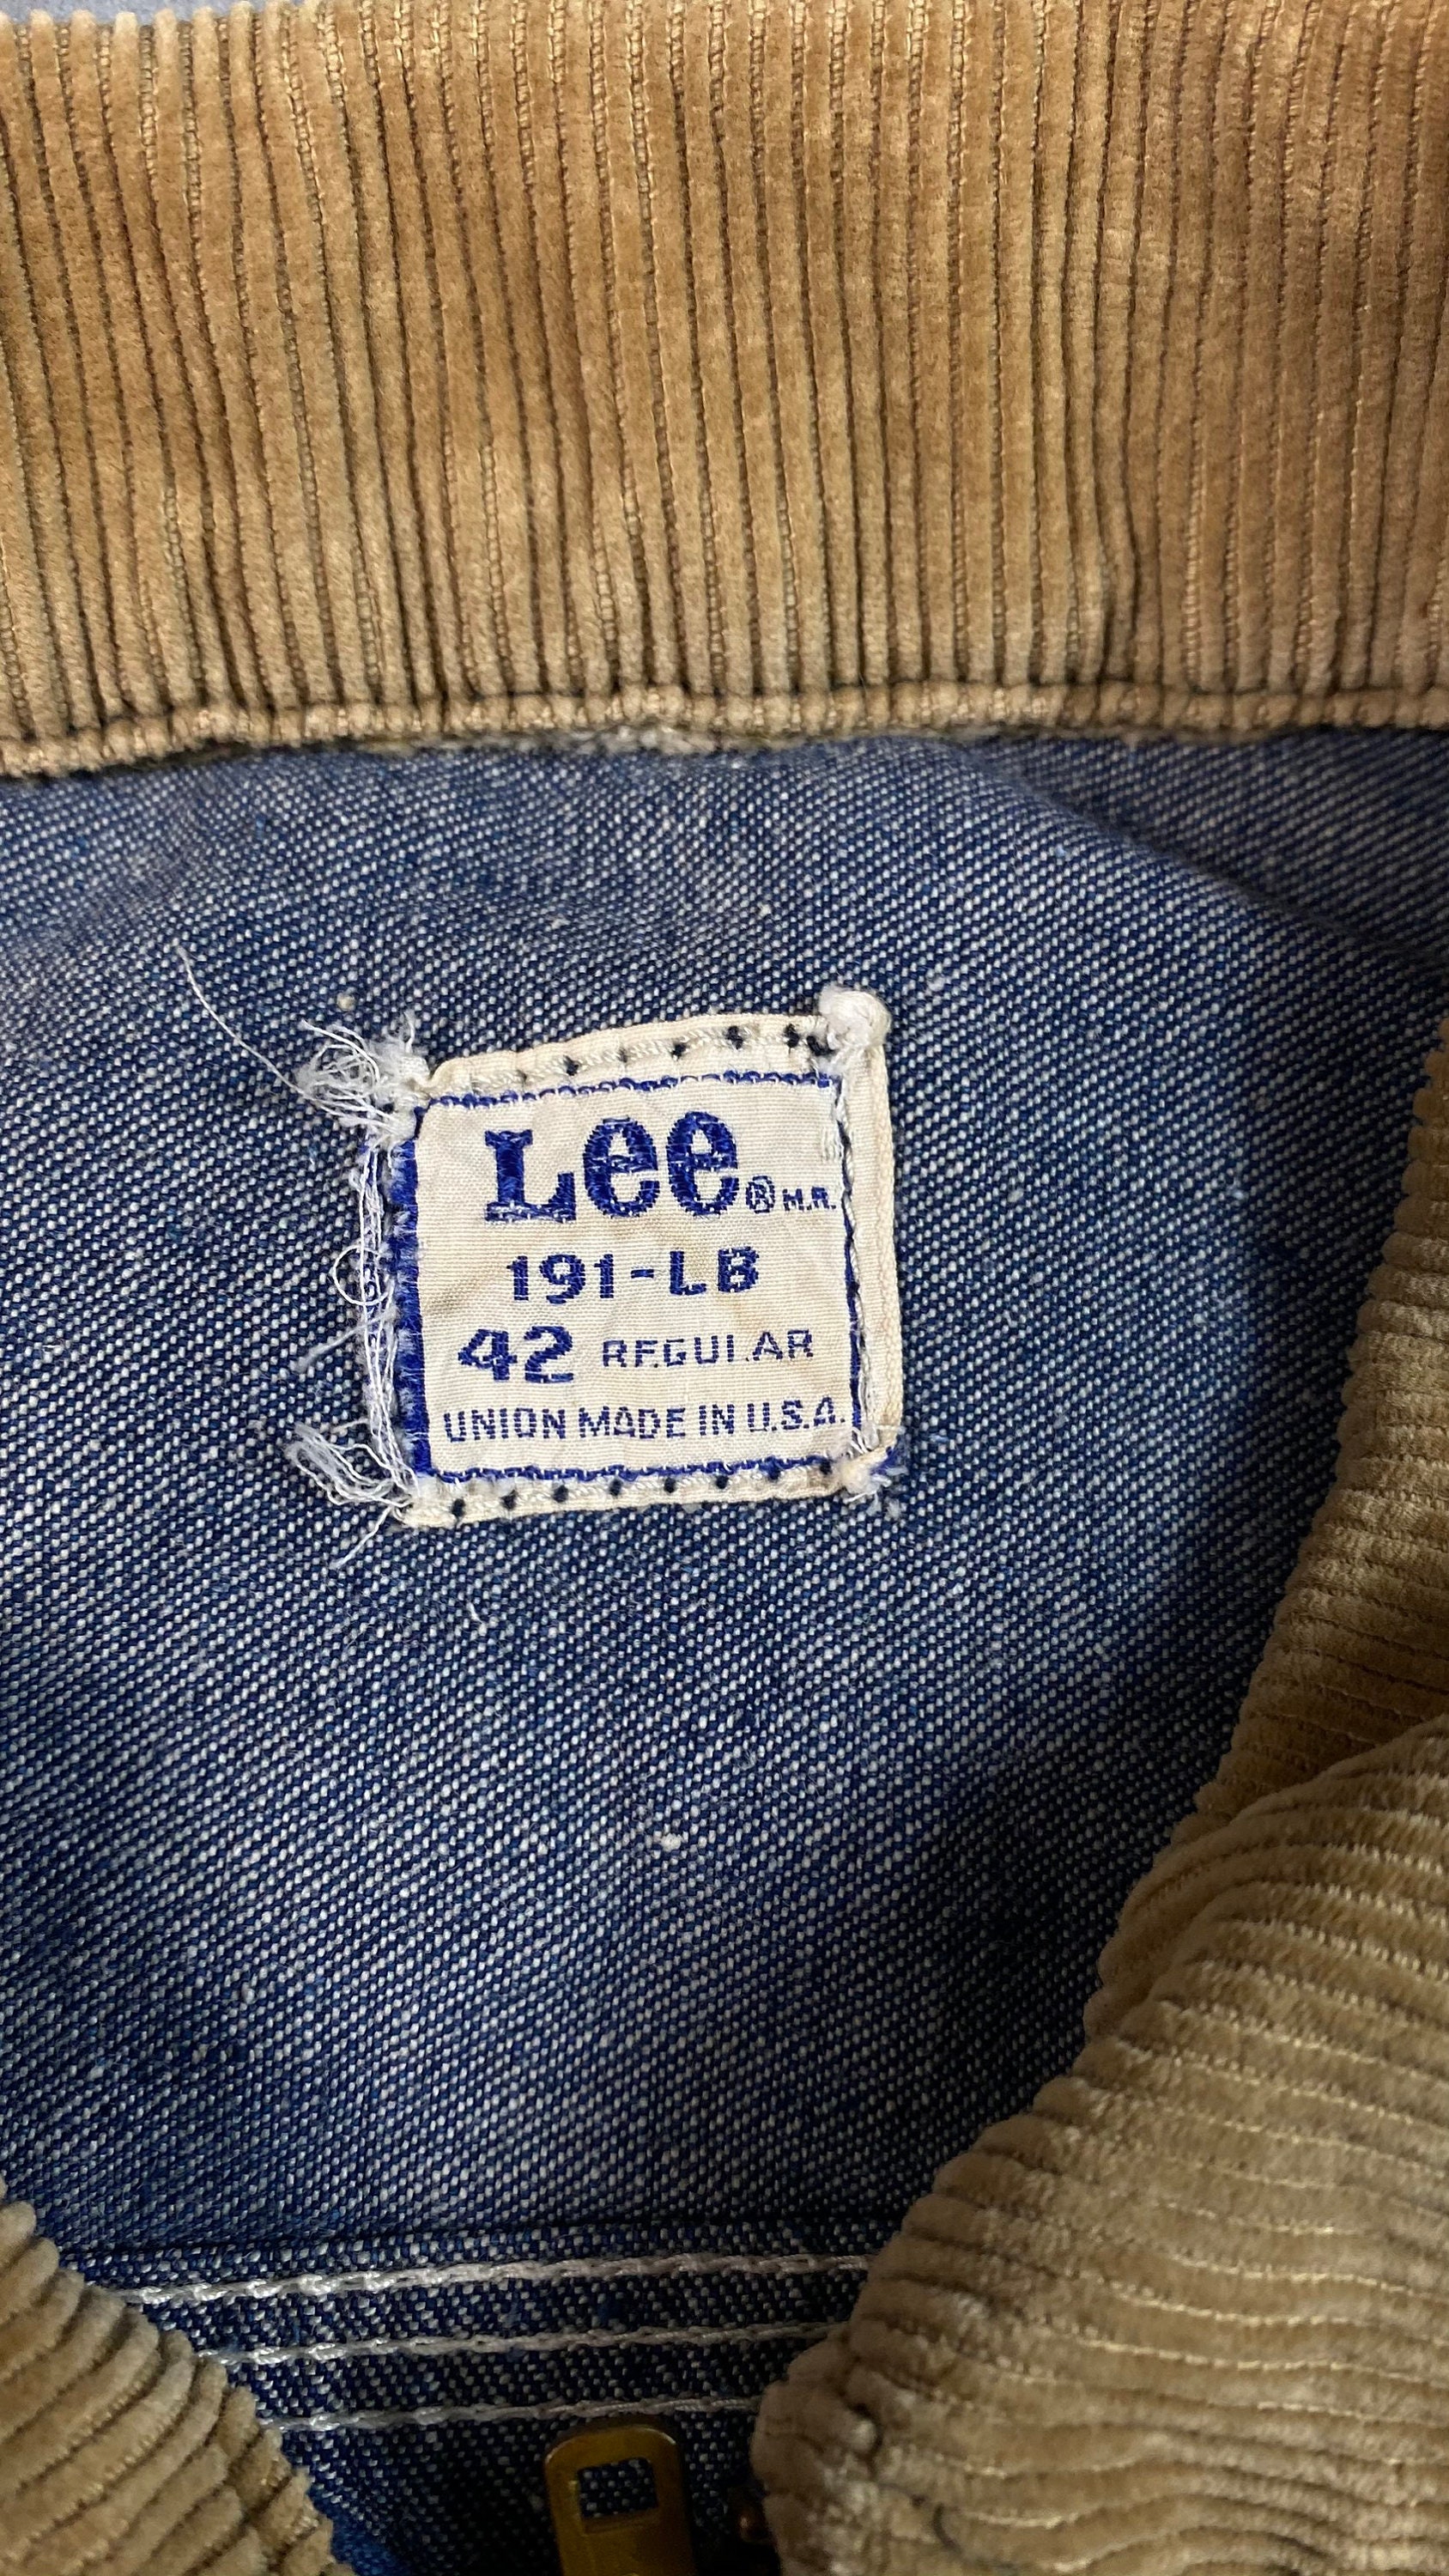 Lee® M.R.
191-LB
42 REGULAR
UNION MADE IN U.S.A.